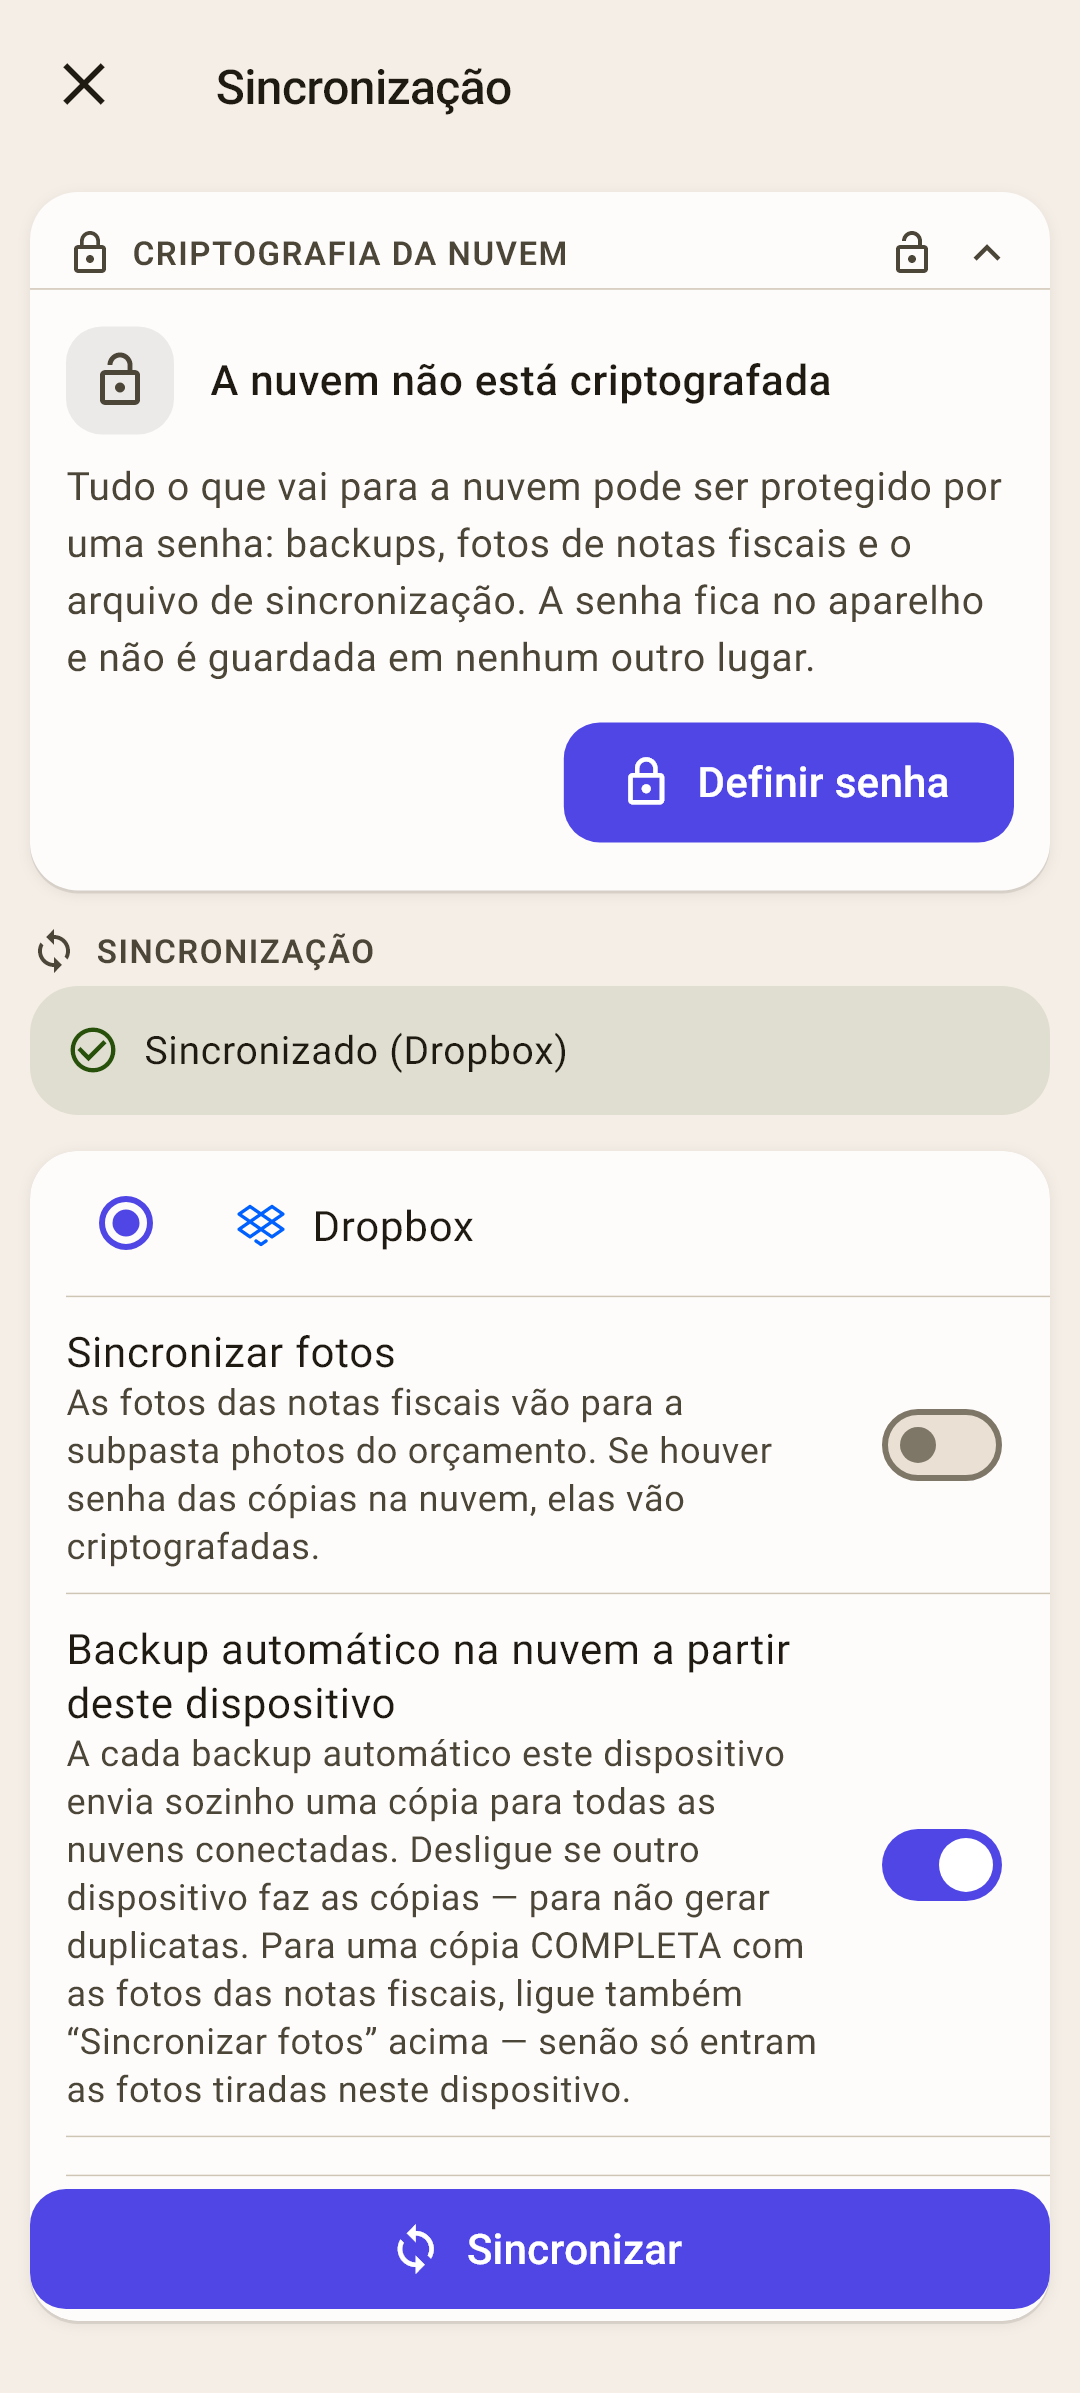 Sincronização
CRIPTOGRAFIA DA NUVEM
A nuvem não está criptografada
Tudo o que vai para a nuvem pode ser protegido por
uma senha: backups, fotos de notas fiscais e o
arquivo de sincronização. A senha fica no aparelho
e não é guardada em nenhum outro lugar.
Definir senha
SINCRONIZAÇÃO
Sincronizado (Dropbox)
Dropbox
Sincronizar fotos
As fotos das notas fiscais vão para a
subpasta photos do orçamento. Se houver
senha das cópias na nuvem, elas vão
criptografadas.
Backup automático na nuvem a partir
deste dispositivo
A cada backup automático este dispositivo
envia sozinho uma cópia para todas as
nuvens conectadas. Desligue se outro
dispositivo faz as cópias — para não gerar
duplicatas. Para uma cópia COMPLETA com
as fotos das notas fiscais, ligue também
“Sincronizar fotos” acima — senão só entram
as fotos tiradas neste dispositivo.
Sincronizar